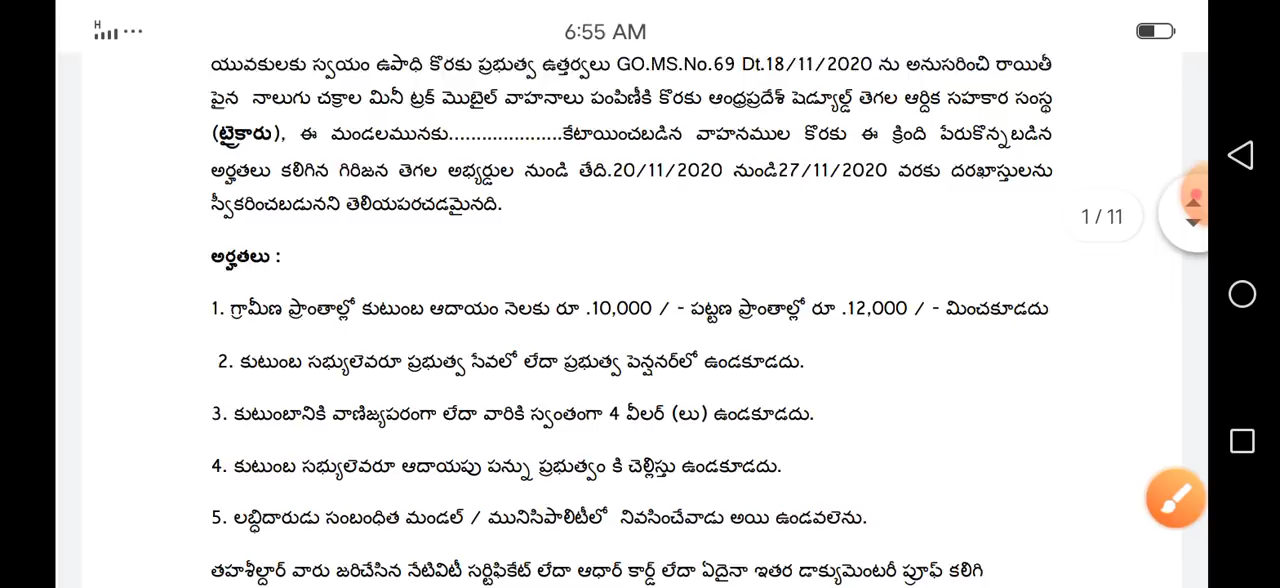 H
6:55 AM
యువకులకు స్వయం ఉపాధి కొరకు ప్రభుత్వ ఉత్తర్వులు GO.MS.No.69 Dt.18/11/2020 ను అనుసరించి రాయితీ
పైన నాలుగు చక్రాల మినీ ట్రక్ మొబైల్ వాహనాలు పంపిణీకి కొరకు ఆంధ్రప్రదేశ్ షెడ్యూల్డ్ తెగల ఆర్దిక సహకార సంస్థ
(ట్రైకారు), ఈ మండలమునకు.....................కేటాయించబడిన వాహనముల కొరకు ఈ క్రింది పేరుకొన్నబడిన
అర్హతలు కలిగిన గిరిజన తెగల అభ్యర్డుల నుండి తేది.20/11/2020 నుండి27/11/2020 వరకు దరఖాస్తులను
స్వీకరించబడునని తెలియపరచడమైనది.
1 / 11
అర్హతలు :
1. గ్రామీణ ప్రాంతాల్లో కుటుంబ ఆదాయం నెలకు రూ .10,000 / - పట్టణ ప్రాంతాల్లో రూ .12,000 / - మించకూడదు
2. కుటుంబ సభ్యులెవరూ ప్రభుత్వ సేవలో లేదా ప్రభుత్వ పెన్షనర్‌లో ఉండకూడదు.
3. కుటుంబానికి వాణిజ్యపరంగా లేదా వారికి స్వంతంగా 4 వీలర్ (లు) ఉండకూడదు.
4. కుటుంబ సభ్యులెవరూ ఆదాయపు పన్ను ప్రభుత్వం కి చెల్లిస్తు ఉండకూడదు.
5. లబ్ధిదారుడు సంబంధిత మండల్ / మునిసిపాలిటీలో నివసించేవాడు అయి ఉండవలెను.
తహశీల్దార్ వారు జరిచేసిన నేటివిటీ సర్టిఫికేట్ లేదా ఆధార్ కార్డ్ లేదా ఏదైనా ఇతర డాక్యుమెంటరీ ప్రూఫ్ కలిగి